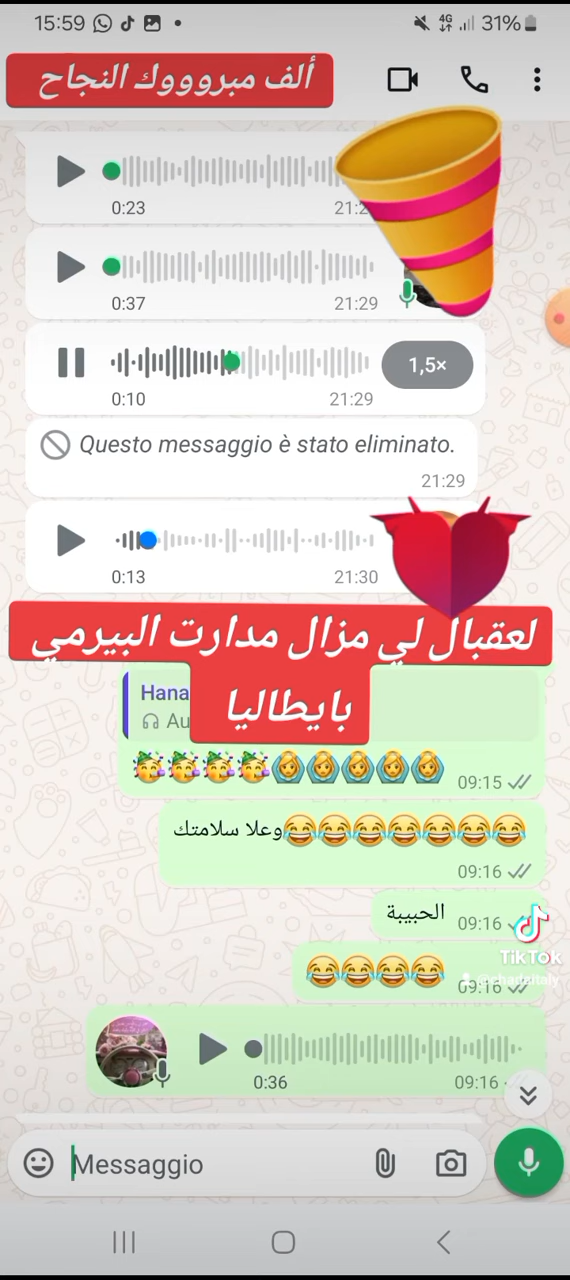 15:59 4G 31%
ألف مبروووك النجاح
0:23
0:37 21:29
1,5×
0:10 21:29
Questo messaggio è stato eliminato.
21:29
0:13 21:30
لعقبال لي مزال مدارت البيرمي
بايطاليا
Hana
Au
🥳🥳🥳🥳🙆‍♀️🙆‍♀️🙆‍♀️🙆‍♀️🙆‍♀️ 09:15
وعلا سلامتك😂😂😂😂😂😂😂
09:16
الحبيبة 09:16
TikTok
😂😂😂😂 09:16
0:36 09:16
Messaggio